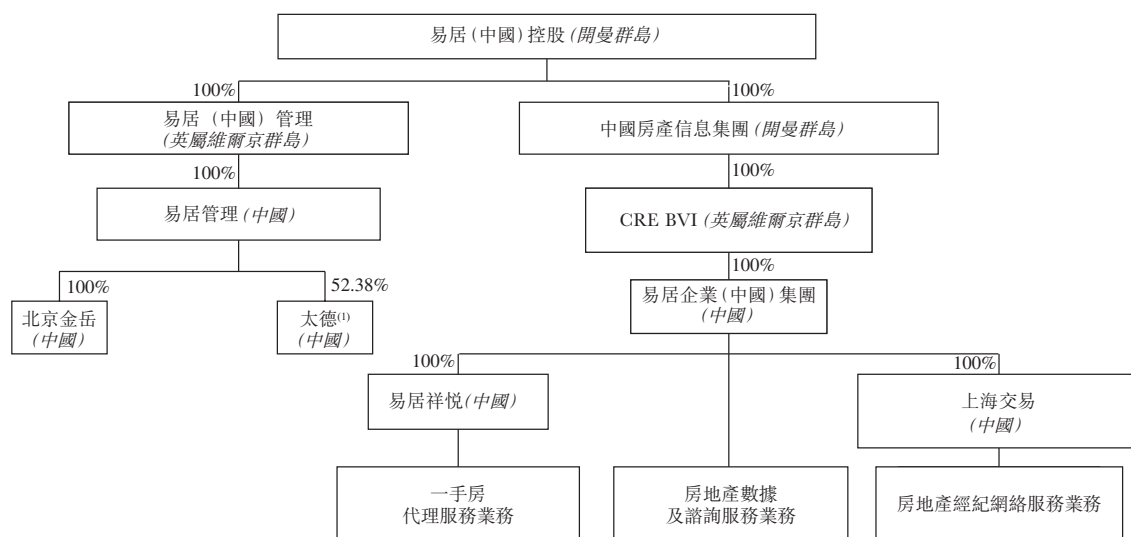 易居(中國)控股(開曼群島)
100%
100%
易居（中國）管理
(英屬維爾京群島)
中國房產信息集團(開曼群島)
100%
100%
易居管理(中國)
CRE BVI (英屬維爾京群島)
100%
100%
52.38%
易居企業(中國)集團
(中國)
北京金岳
(中國)
太德(1)
(中國)
100%
100%
易居祥悦(中國)
上海交易
(中國)
一手房
代理服務業務
房地產數據
及諮詢服務業務
房地產經紀網絡服務業務